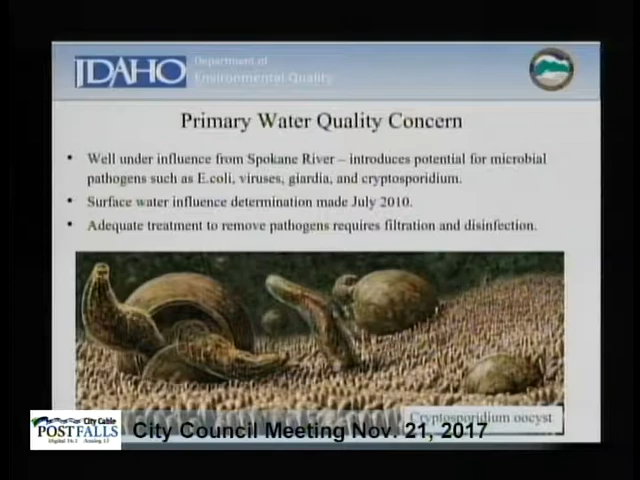 IDAHO
Department of
Environmental Quality
Primary Water Quality Concern
• Well under influence from Spokane River – introduces potential for microbial
pathogens such as E.coli, viruses, giardia, and cryptosporidium.
• Surface water influence determination made July 2010.
• Adequate treatment to remove pathogens requires filtration and disinfection.
Cryptosporidium oocyst
City Cable
POSTFALLS
City Council Meeting Nov. 21, 2017